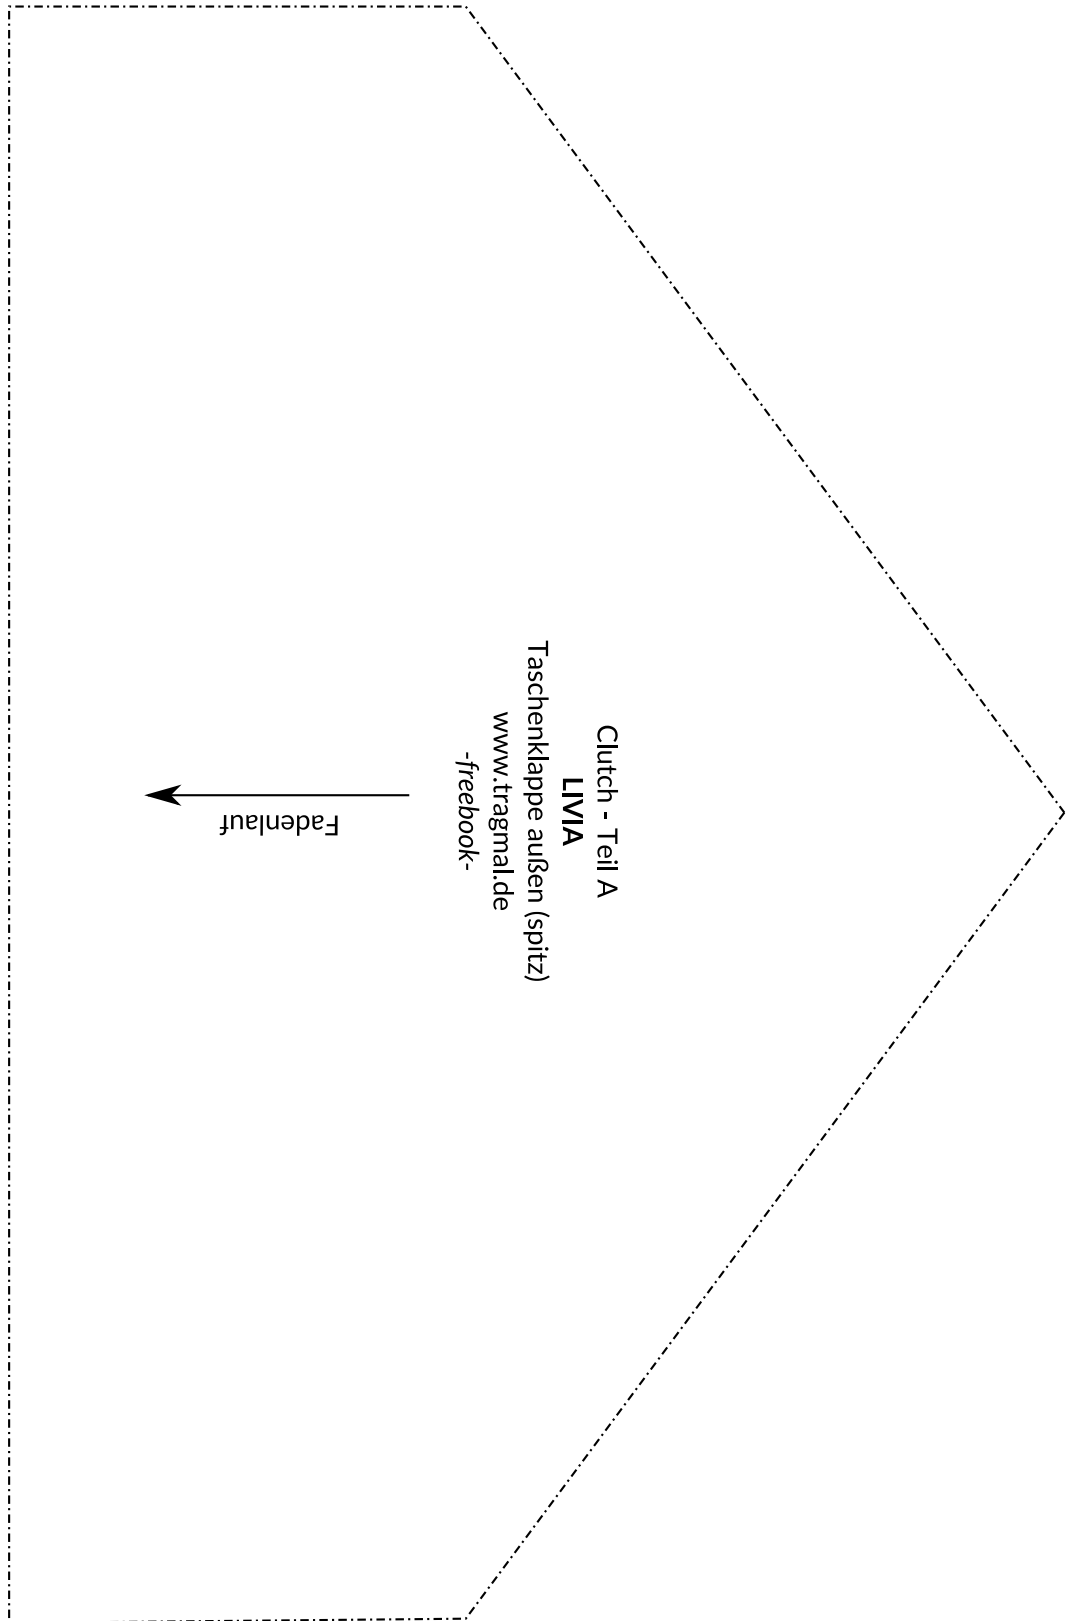 Clutch - Teil A
LIVIA
Taschenklappe außen (spitz)
www.tragmal.de
-freebook-
Fadenlauf